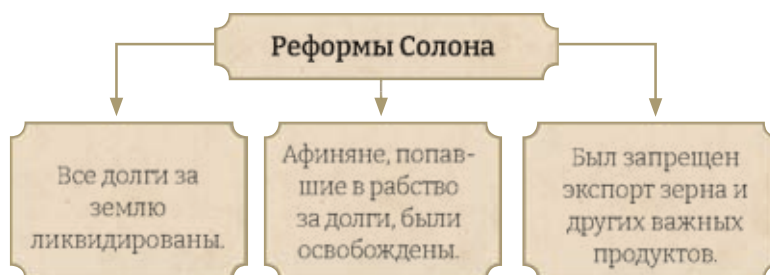 Реформы Солона
Все долги за
землю
ликвидированы.
Афиняне, попав-
шие в рабство
за долги, были
освобождены.
Был запрещен
экспорт зерна и
других важных
продуктов.